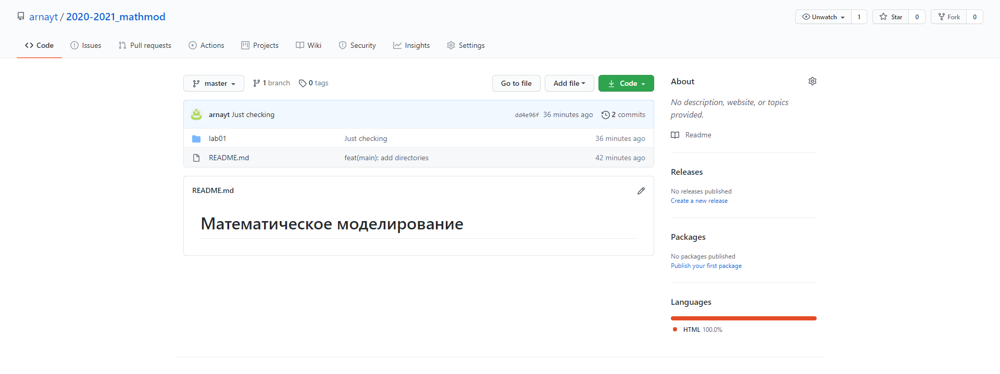 arnayt / 2020-2021_mathmod
Unwatch 1 Star 0 Fork 0
Code Issues Pull requests Actions Projects Wiki Security Insights Settings
master 1 branch 0 tags Go to file Add file Code
arnayt Just checking dd4e96f 36 minutes ago 2 commits
lab01 Just checking 36 minutes ago
README.md feat(main): add directories 42 minutes ago
README.md
Математическое моделирование
About
No description, website, or topics
provided.
Readme
Releases
No releases published
Create a new release
Packages
No packages published
Publish your first package
Languages
HTML 100.0%